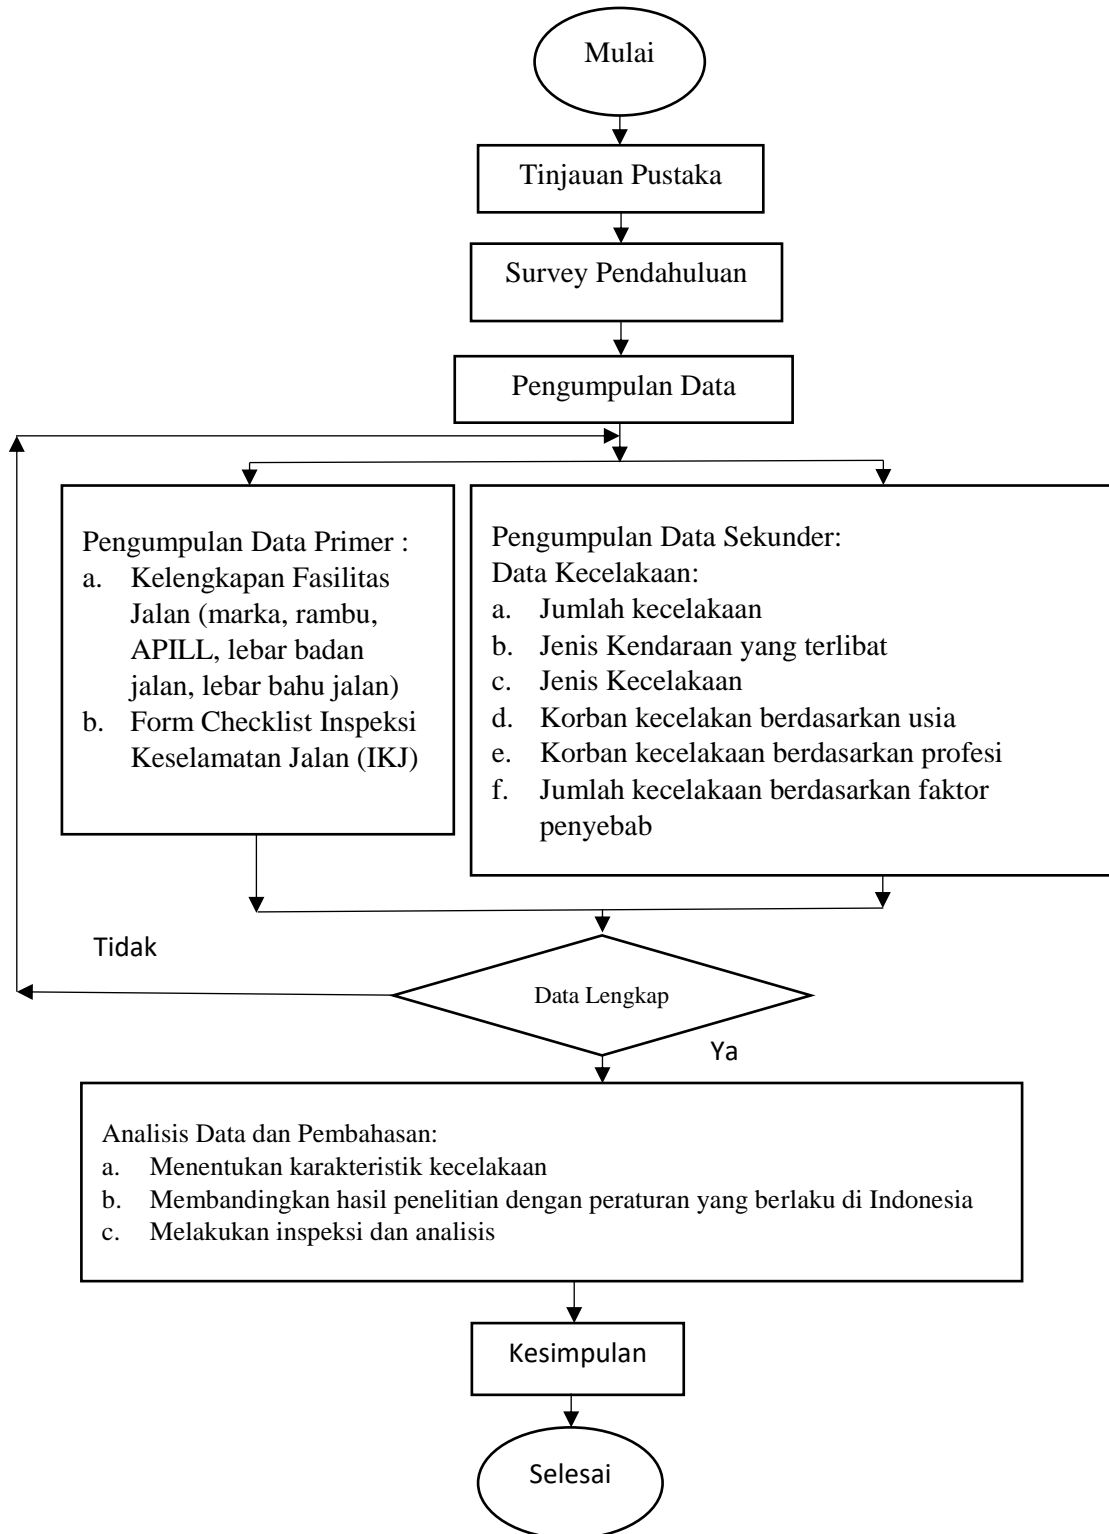 Mulai
Tinjauan Pustaka
Survey Pendahuluan
Pengumpulan Data
Pengumpulan Data Primer :
a. Kelengkapan Fasilitas
Jalan (marka, rambu,
APILL, lebar badan
jalan, lebar bahu jalan)
b. Form Checklist Inspeksi
Keselamatan Jalan (IKJ)
Pengumpulan Data Sekunder:
Data Kecelakaan:
a. Jumlah kecelakaan
b. Jenis Kendaraan yang terlibat
c. Jenis Kecelakaan
d. Korban kecelakan berdasarkan usia
e. Korban kecelakaan berdasarkan profesi
f. Jumlah kecelakaan berdasarkan faktor
penyebab
Tidak
Data Lengkap
Ya
Analisis Data dan Pembahasan:
a. Menentukan karakteristik kecelakaan
b. Membandingkan hasil penelitian dengan peraturan yang berlaku di Indonesia
c. Melakukan inspeksi dan analisis
Kesimpulan
Selesai